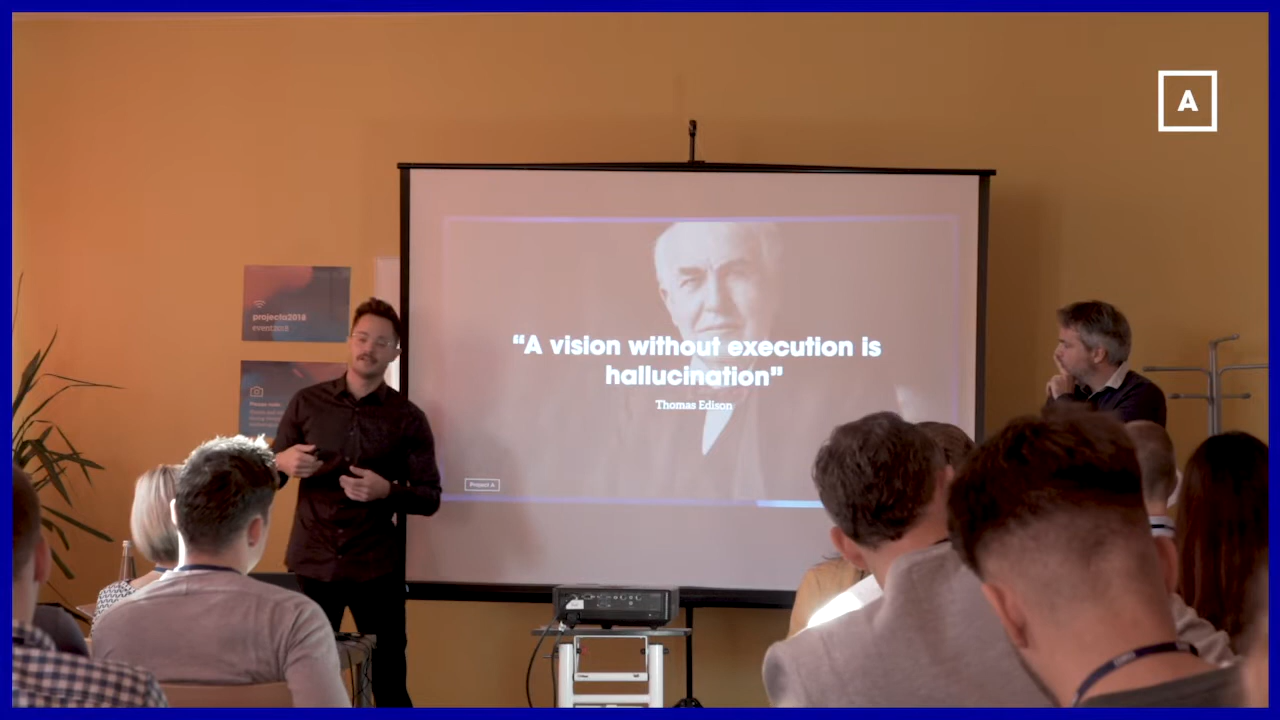 A
projecta2018
event2018
Please note:
“A vision without execution is
hallucination”
Thomas Edison
Project A